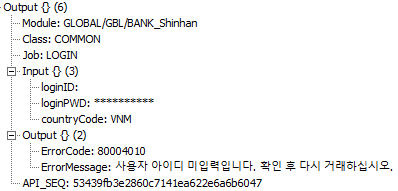 Output {} (6)
Module: GLOBAL/GBL/BANK_Shinhan
Class: COMMON
Job: LOGIN
Input {} (3)
loginID:
loginPWD: **********
countryCode: VNM
Output {} (2)
ErrorCode: 80004010
ErrorMessage: 사용자 아이디 미입력입니다. 확인 후 다시 거래하십시오.
API_SEQ: 53439fb3e2860c7141ea622e6a6b6047